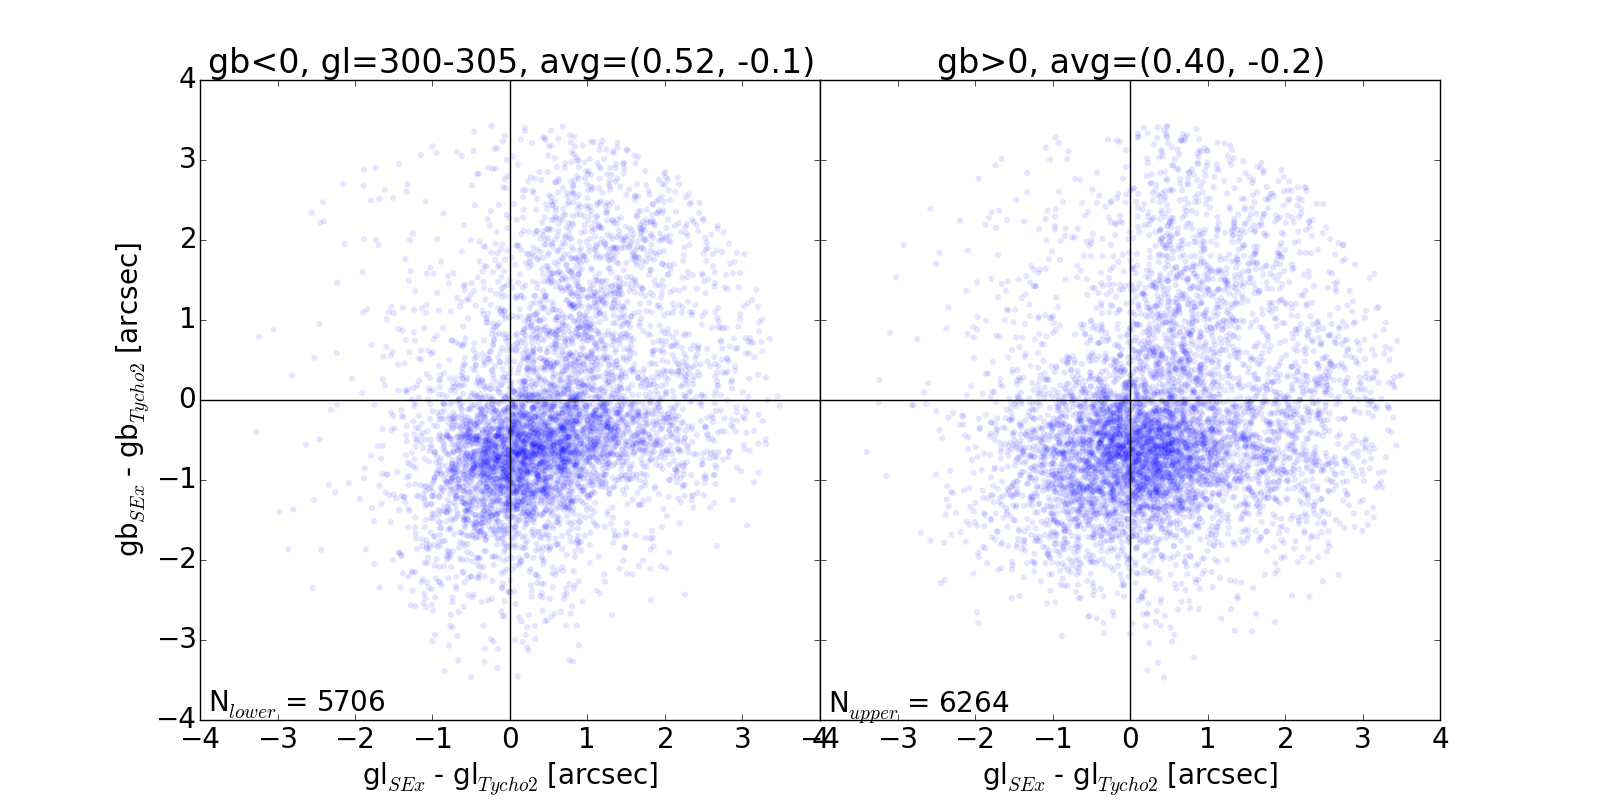 gb<0, gl=300-305, avg=(0.52, -0.1)
gb>0, avg=(0.40, -0.2)
gb_SEx - gb_Tycho2 [arcsec]
4
3
2
1
0
−1
−2
−3
−4
N_lower = 5706
N_upper = 6264
−4 −3 −2 −1 0 1 2 3 4
−4 −3 −2 −1 0 1 2 3 4
gl_SEx - gl_Tycho2 [arcsec]
gl_SEx - gl_Tycho2 [arcsec]